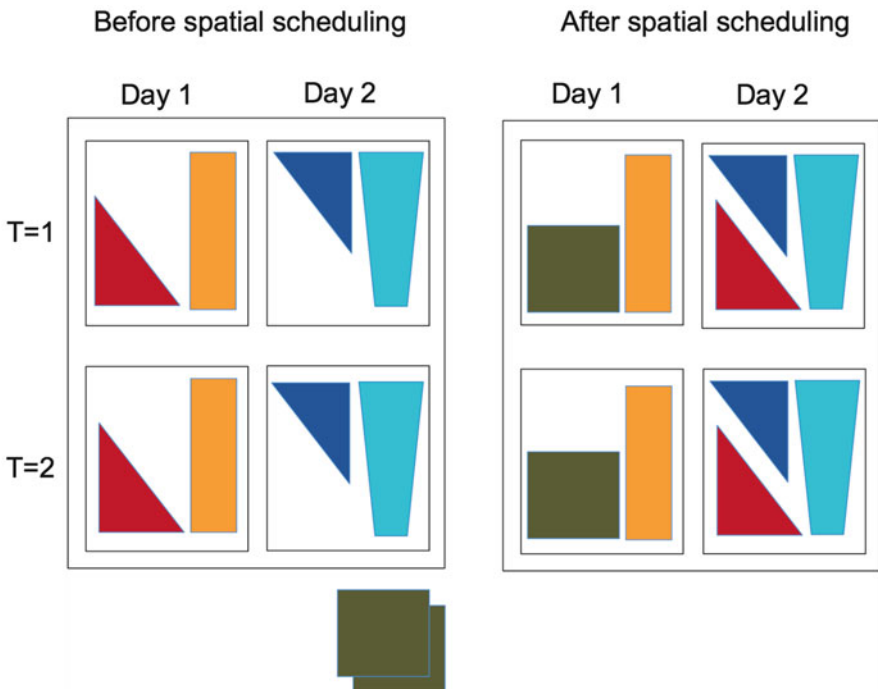 Before spatial scheduling
After spatial scheduling
Day 1
Day 2
Day 1
Day 2
T=1
T=2